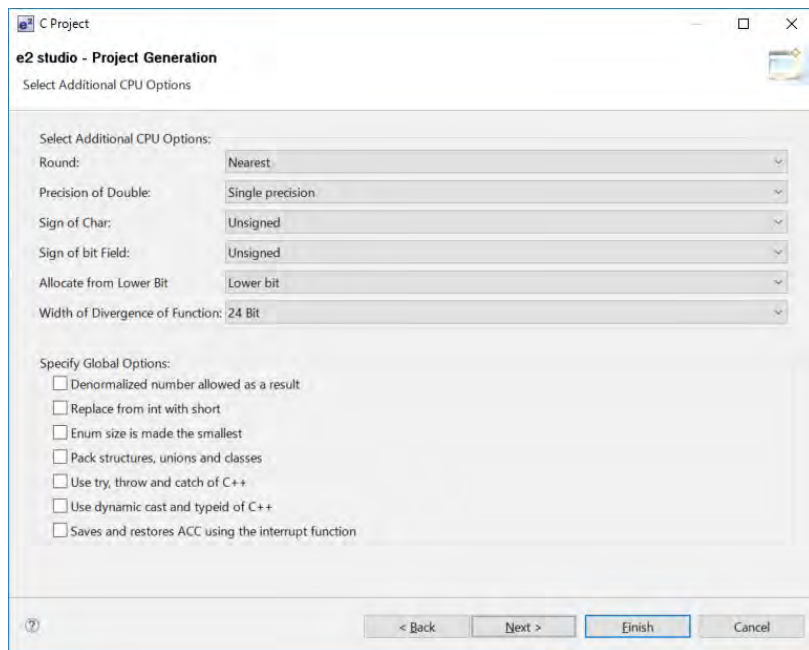 e² C Project
e2 studio - Project Generation
Select Additional CPU Options
Select Additional CPU Options:
Round: Nearest
Precision of Double: Single precision
Sign of Char: Unsigned
Sign of bit Field: Unsigned
Allocate from Lower Bit Lower bit
Width of Divergence of Function: 24 Bit
Specify Global Options:
Denormalized number allowed as a result
Replace from int with short
Enum size is made the smallest
Pack structures, unions and classes
Use try, throw and catch of C++
Use dynamic cast and typeid of C++
Saves and restores ACC using the interrupt function
? < Back Next > Finish Cancel